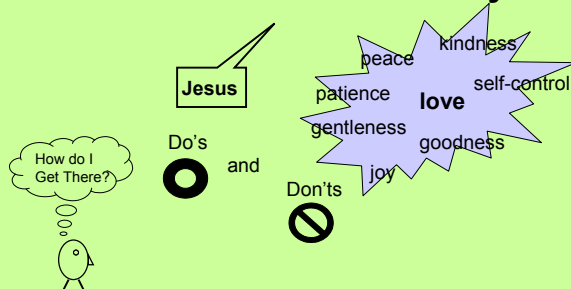 kindness
peace
self-control
patience
love
gentleness
goodness
joy
Jesus
Do's
and
Don'ts
How do I
Get There?